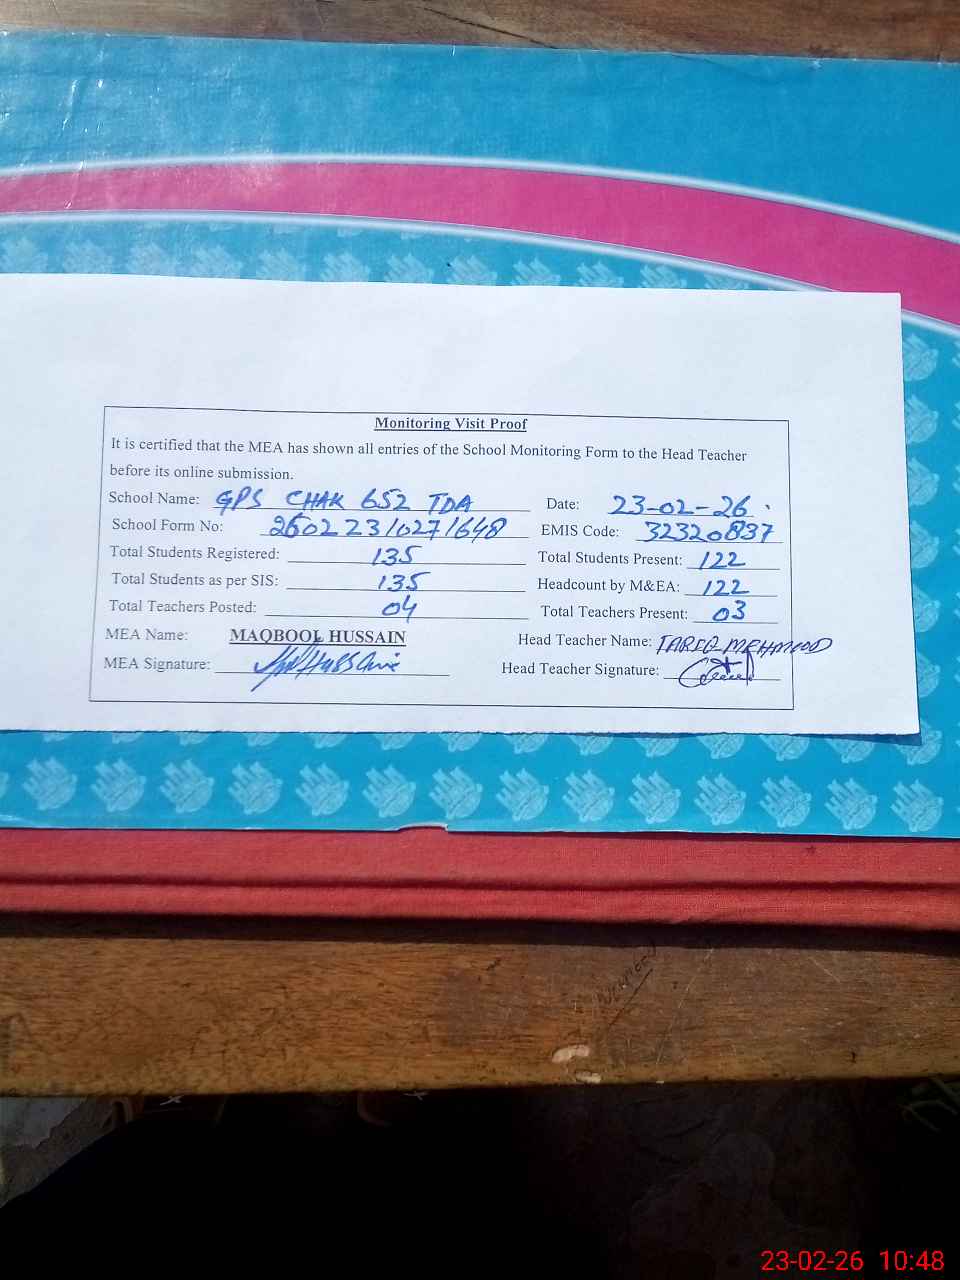 Monitoring Visit Proof
It is certified that the MEA has shown all entries of the School Monitoring Form to the Head Teacher
before its online submission.
School Name: GPS CHAK 652 TDA Date: 23-02-26
School Form No: 26022310271648 EMIS Code: 32320837
Total Students Registered: 135 Total Students Present: 122
Total Students as per SIS: 135 Headcount by M&EA: 122
Total Teachers Posted: 04 Total Teachers Present: 03
MEA Name: MAQBOOL HUSSAIN Head Teacher Name: TARIQ MEHMOOD
MEA Signature: Head Teacher Signature:
23-02-26 10:48